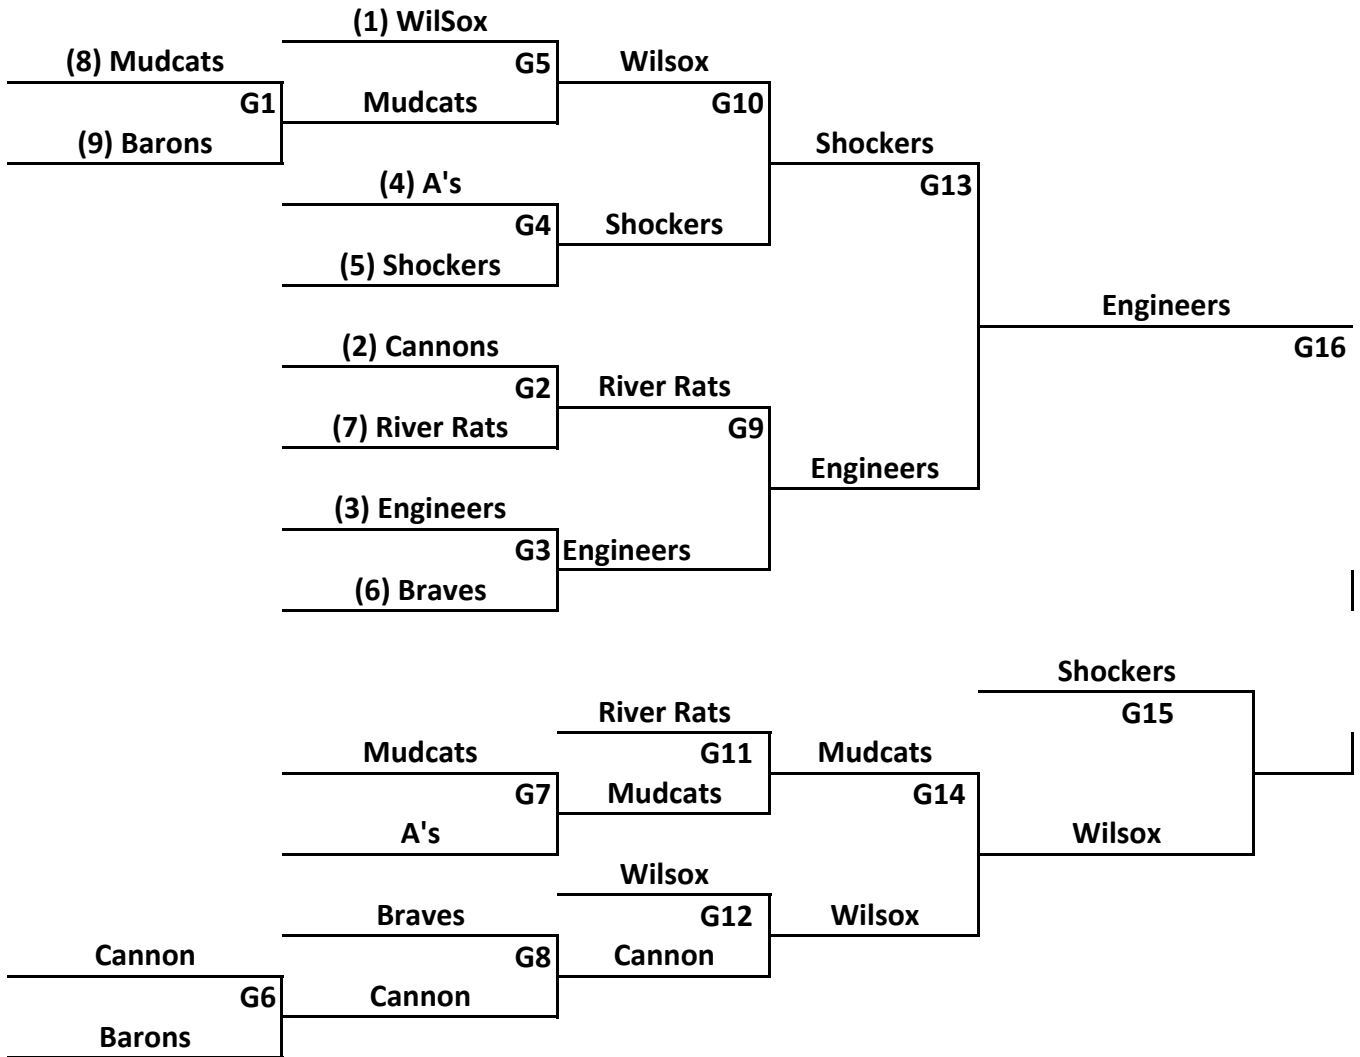 (1) WilSox
(8) Mudcats
G5
Wilsox
G1
Mudcats
G10
(9) Barons
Shockers
(4) A's
G13
G4
Shockers
(5) Shockers
Engineers
(2) Cannons
G16
G2
River Rats
(7) River Rats
G9
Engineers
(3) Engineers
G3
Engineers
(6) Braves
Shockers
River Rats
G15
Mudcats
G11
Mudcats
G7
Mudcats
G14
A's
Wilsox
Wilsox
Braves
G12
Wilsox
Cannon
G8
Cannon
G6
Cannon
Barons